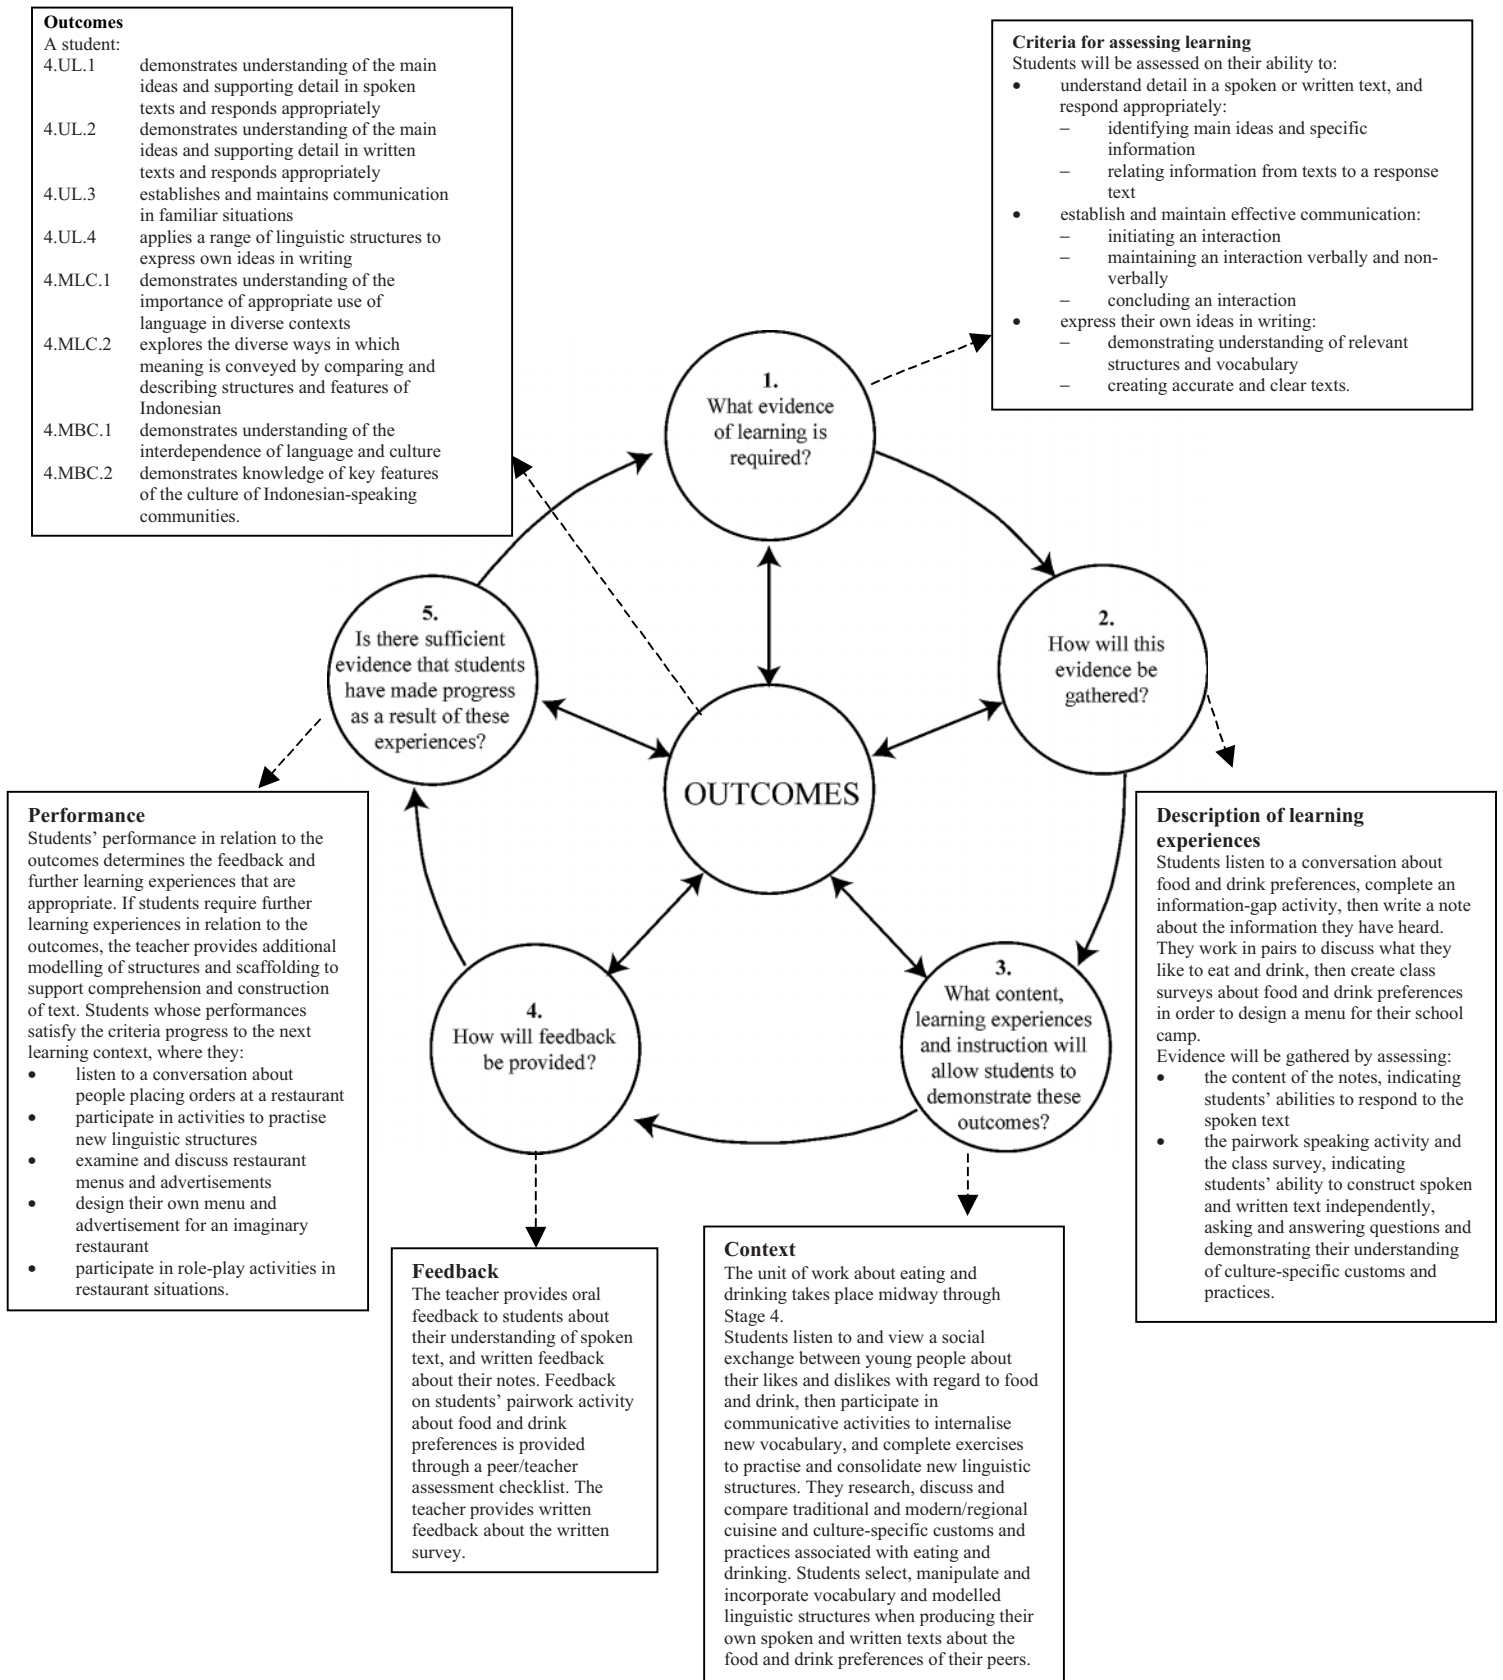 Outcomes
A student:
4.UL.1 demonstrates understanding of the main
ideas and supporting detail in spoken
texts and responds appropriately
4.UL.2 demonstrates understanding of the main
ideas and supporting detail in written
texts and responds appropriately
4.UL.3 establishes and maintains communication
in familiar situations
4.UL.4 applies a range of linguistic structures to
express own ideas in writing
4.MLC.1 demonstrates understanding of the
importance of appropriate use of
language in diverse contexts
4.MLC.2 explores the diverse ways in which
meaning is conveyed by comparing and
describing structures and features of
Indonesian
4.MBC.1 demonstrates understanding of the
interdependence of language and culture
4.MBC.2 demonstrates knowledge of key features
of the culture of Indonesian-speaking
communities.
Criteria for assessing learning
Students will be assessed on their ability to:
• understand detail in a spoken or written text, and
respond appropriately:
– identifying main ideas and specific
information
– relating information from texts to a response
text
• establish and maintain effective communication:
– initiating an interaction
– maintaining an interaction verbally and non-
verbally
– concluding an interaction
• express their own ideas in writing:
– demonstrating understanding of relevant
structures and vocabulary
– creating accurate and clear texts.
1.
What evidence
of learning is
required?
2.
How will this
evidence be
gathered?
5.
Is there sufficient
evidence that students
have made progress
as a result of these
experiences?
OUTCOMES
4.
How will feedback
be provided?
3.
What content,
learning experiences
and instruction will
allow students to
demonstrate these
outcomes?
Performance
Students' performance in relation to the
outcomes determines the feedback and
further learning experiences that are
appropriate. If students require further
learning experiences in relation to the
outcomes, the teacher provides additional
modelling of structures and scaffolding to
support comprehension and construction
of text. Students whose performances
satisfy the criteria progress to the next
learning context, where they:
• listen to a conversation about
people placing orders at a restaurant
• participate in activities to practise
new linguistic structures
• examine and discuss restaurant
menus and advertisements
• design their own menu and
advertisement for an imaginary
restaurant
• participate in role-play activities in
restaurant situations.
Feedback
The teacher provides oral
feedback to students about
their understanding of spoken
text, and written feedback
about their notes. Feedback
on students' pairwork activity
about food and drink
preferences is provided
through a peer/teacher
assessment checklist. The
teacher provides written
feedback about the written
survey.
Context
The unit of work about eating and
drinking takes place midway through
Stage 4.
Students listen to and view a social
exchange between young people about
their likes and dislikes with regard to food
and drink, then participate in
communicative activities to internalise
new vocabulary, and complete exercises
to practise and consolidate new linguistic
structures. They research, discuss and
compare traditional and modern/regional
cuisine and culture-specific customs and
practices associated with eating and
drinking. Students select, manipulate and
incorporate vocabulary and modelled
linguistic structures when producing their
own spoken and written texts about the
food and drink preferences of their peers.
Description of learning
experiences
Students listen to a conversation about
food and drink preferences, complete an
information-gap activity, then write a note
about the information they have heard.
They work in pairs to discuss what they
like to eat and drink, then create class
surveys about food and drink preferences
in order to design a menu for their school
camp.
Evidence will be gathered by assessing:
• the content of the notes, indicating
students' abilities to respond to the
spoken text
• the pairwork speaking activity and
the class survey, indicating
students' ability to construct spoken
and written text independently,
asking and answering questions and
demonstrating their understanding
of culture-specific customs and
practices.